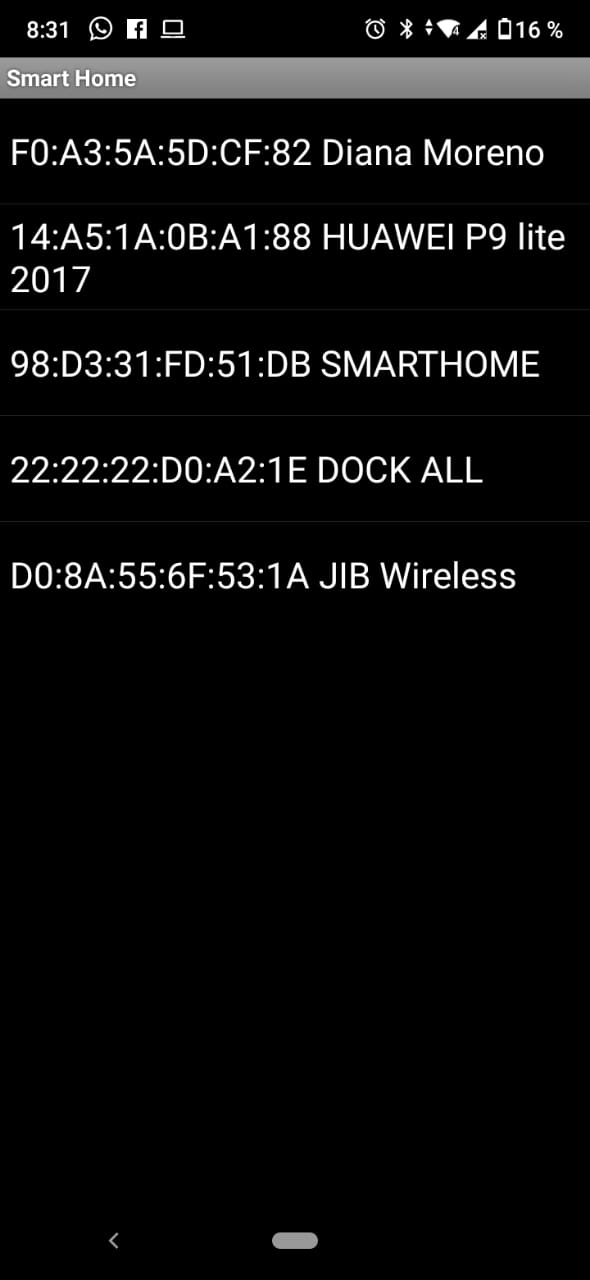 8:31 16 %
Smart Home
F0:A3:5A:5D:CF:82 Diana Moreno
14:A5:1A:0B:A1:88 HUAWEI P9 lite
2017
98:D3:31:FD:51:DB SMARTHOME
22:22:22:D0:A2:1E DOCK ALL
D0:8A:55:6F:53:1A JIB Wireless